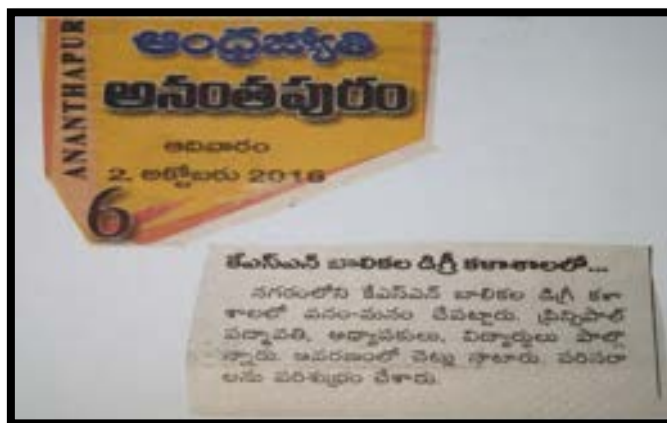 ANANTHAPUR
ఆంధ్రజ్యోతి
అనంతపురం
ఆదివారం
2, అక్టోబరు 2016
6
కేఎస్ఎన్ బాలికల డిగ్రీ కళాశాలలో...
నగరంలోని కేఎస్ఎన్ బాలికల డిగ్రీ కళా
శాలలో వనం-మనం చేపట్టారు. ప్రిన్సిపాల్
పద్మావతి, అధ్యాపకులు, విద్యార్థులు పాల్గొ
న్నారు. ఆవరణంలో చెట్లు నాటారు. పరిసరా
లను పరిశుభ్రం చేశారు.